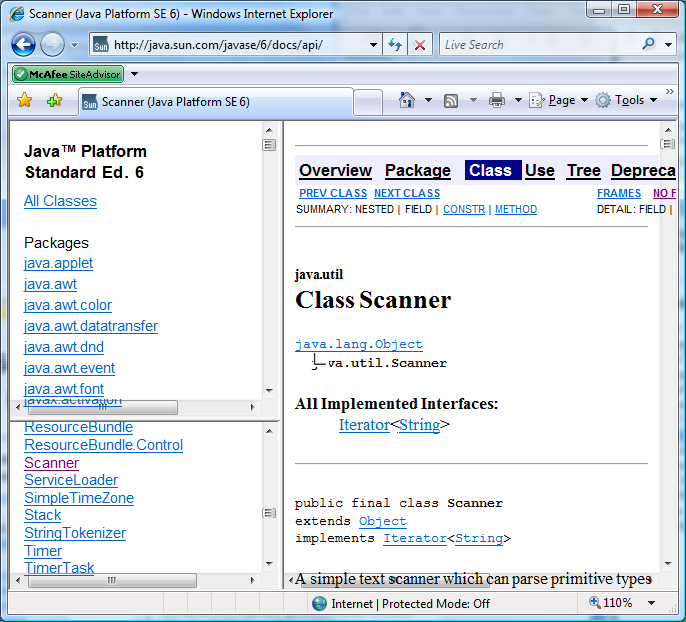 Scanner (Java Platform SE 6) - Windows Internet Explorer
Sun http://java.sun.com/javase/6/docs/api/ Live Search
McAfee SiteAdvisor
Sun Scanner (Java Platform SE 6) Page Tools
Java™ Platform
Standard Ed. 6
All Classes
Packages
java.applet
java.awt
java.awt.color
java.awt.datatransfer
java.awt.dnd
java.awt.event
java.awt.font
javax.activation
ResourceBundle
ResourceBundle.Control
Scanner
ServiceLoader
SimpleTimeZone
Stack
StringTokenizer
Timer
TimerTask
Overview Package Class Use Tree Depreca
PREV CLASS NEXT CLASS FRAMES NO F
SUMMARY: NESTED | FIELD | CONSTR | METHOD DETAIL: FIELD |
java.util
Class Scanner
java.lang.Object
va.util.Scanner
All Implemented Interfaces:
Iterator<String>
public final class Scanner
extends Object
implements Iterator<String>
A simple text scanner which can parse primitive types
Internet | Protected Mode: Off 110%